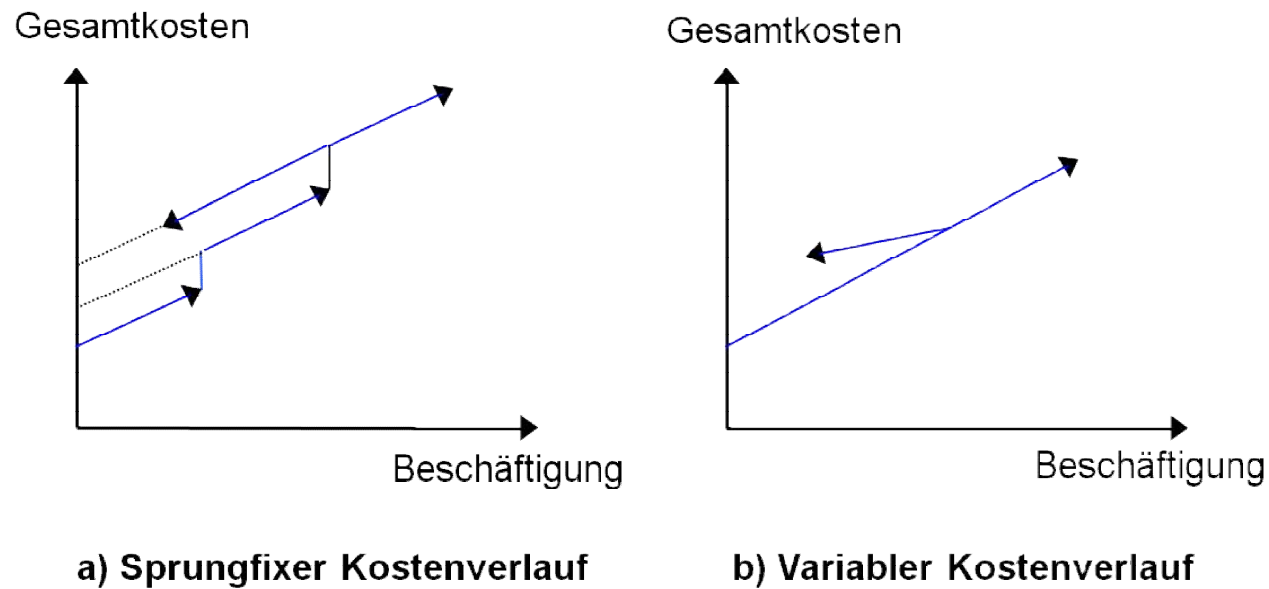 Gesamtkosten
Gesamtkosten
Beschäftigung
Beschäftigung
a) Sprungfixer Kostenverlauf
b) Variabler Kostenverlauf